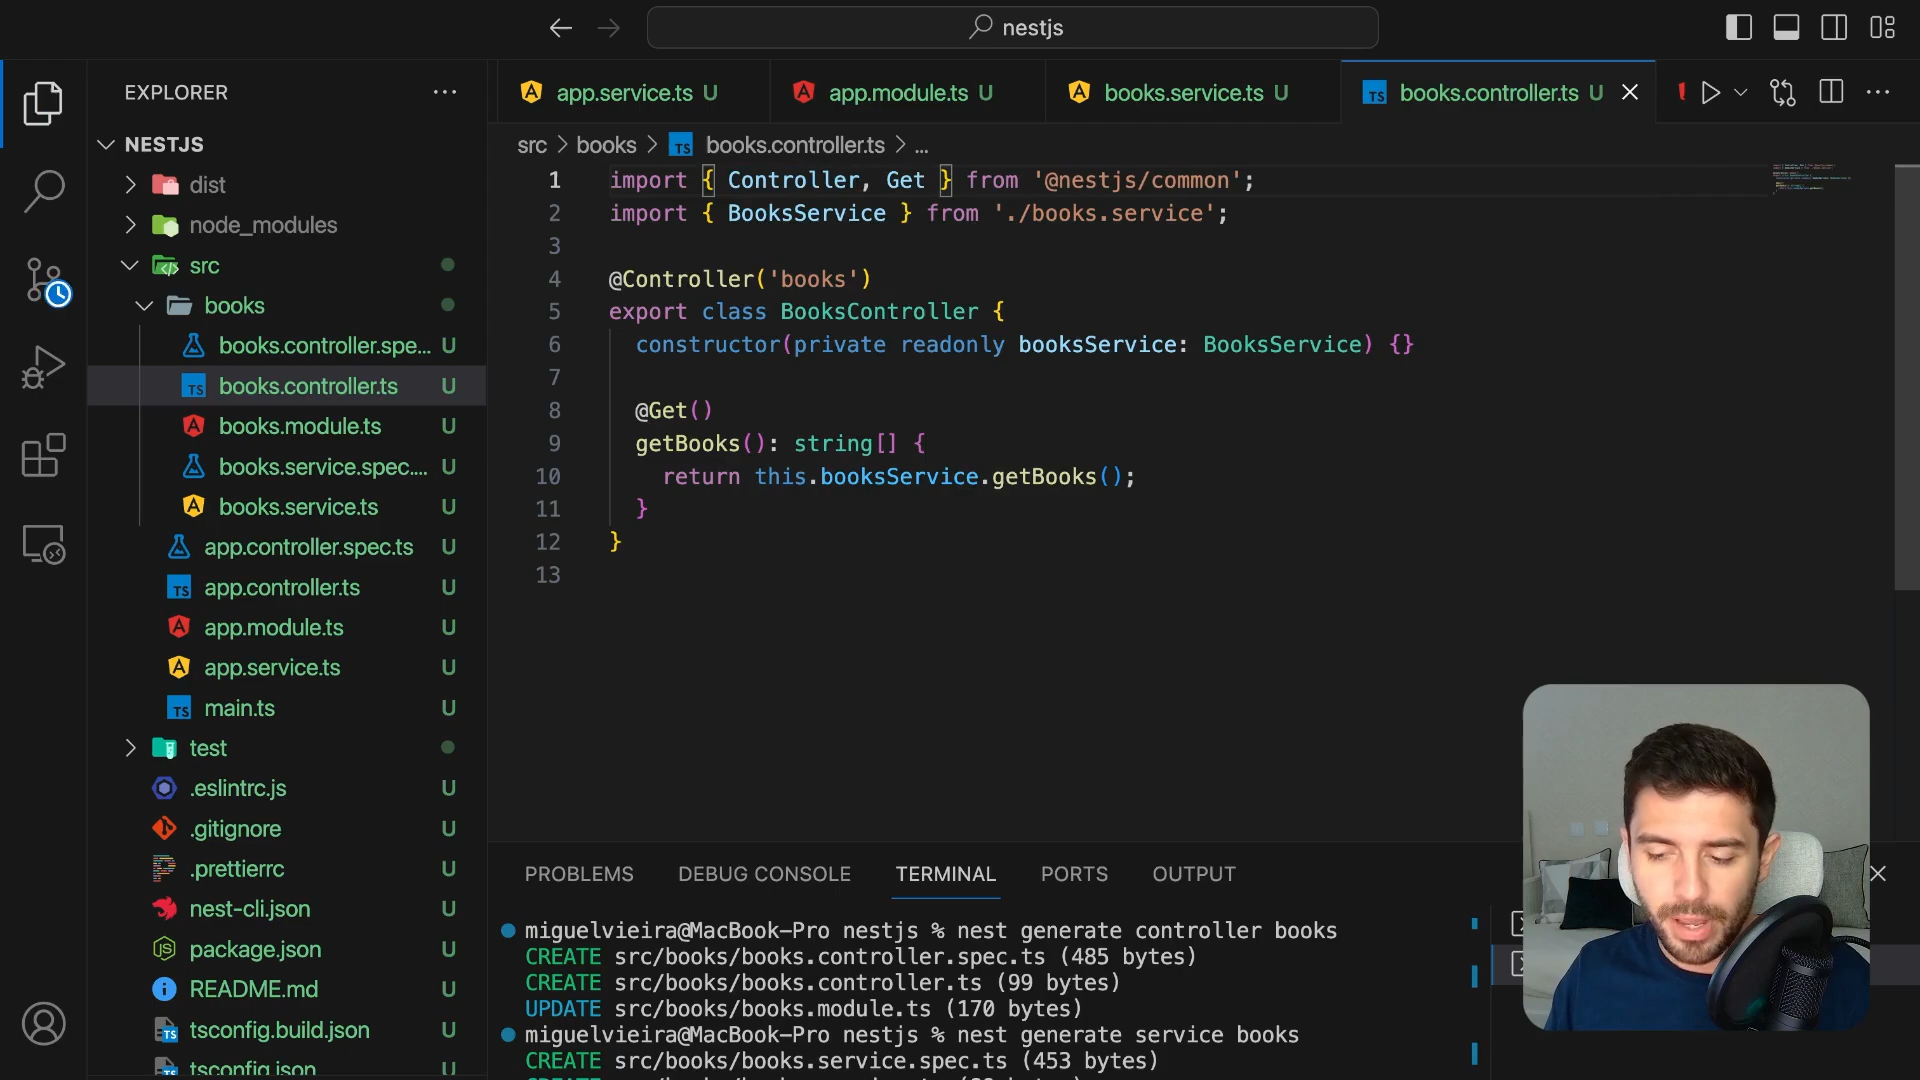 nestjs
EXPLORER
app.service.ts U
app.module.ts U
books.service.ts U
books.controller.ts U
NESTJS
dist
node_modules
src
books
books.controller.spe... U
books.controller.ts U
books.module.ts U
books.service.spec.... U
books.service.ts U
app.controller.spec.ts U
app.controller.ts U
app.module.ts U
app.service.ts U
main.ts U
test
.eslintrc.js U
.gitignore U
.prettierrc U
nest-cli.json U
package.json U
README.md U
tsconfig.build.json U
tsconfig.json U
src > books > TS books.controller.ts > ...
1 import { Controller, Get } from '@nestjs/common';
2 import { BooksService } from './books.service';
3
4 @Controller('books')
5 export class BooksController {
6 constructor(private readonly booksService: BooksService) {}
7
8 @Get()
9 getBooks(): string[] {
10 return this.booksService.getBooks();
11 }
12 }
13
PROBLEMS DEBUG CONSOLE TERMINAL PORTS OUTPUT
miguelvieira@MacBook-Pro nestjs % nest generate controller books
CREATE src/books/books.controller.spec.ts (485 bytes)
CREATE src/books/books.controller.ts (99 bytes)
UPDATE src/books/books.module.ts (170 bytes)
miguelvieira@MacBook-Pro nestjs % nest generate service books
CREATE src/books/books.service.spec.ts (453 bytes)